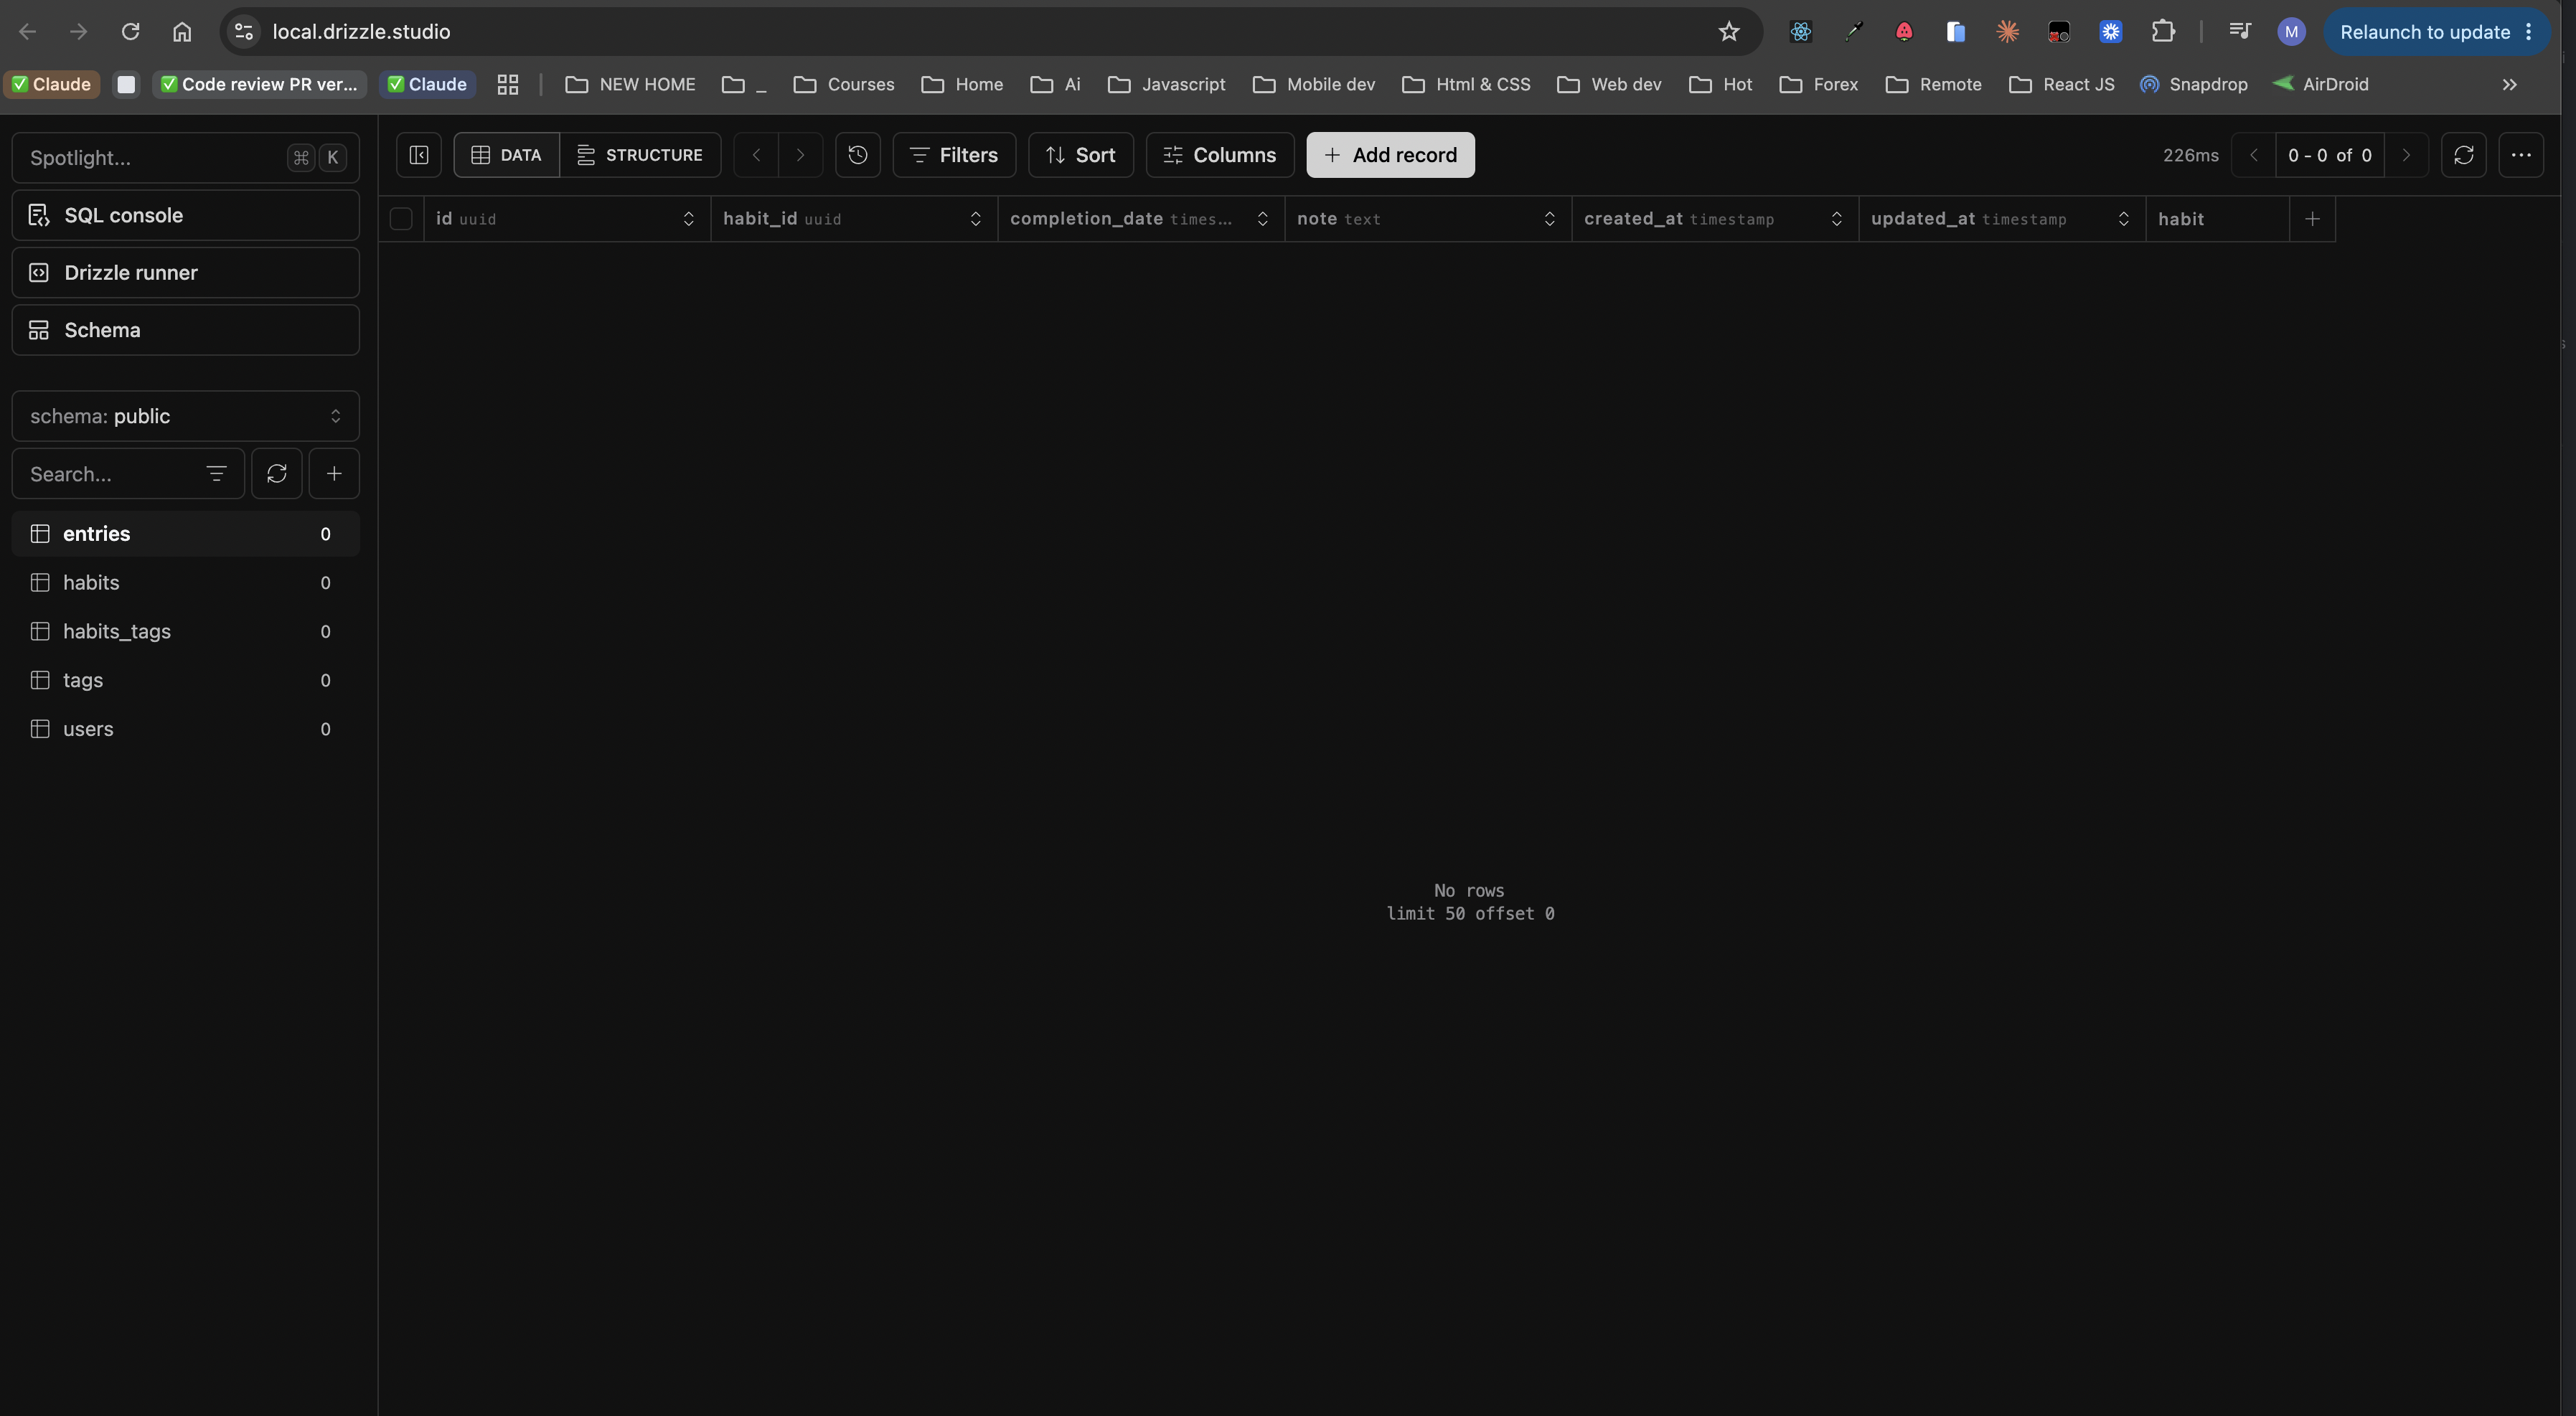 local.drizzle.studio
M
Relaunch to update
✅ Claude
✅ Code review PR ver...
✅ Claude
NEW HOME
_
Courses
Home
Ai
Javascript
Mobile dev
Html & CSS
Web dev
Hot
Forex
Remote
React JS
Snapdrop
AirDroid
»
Spotlight...
⌘ K
SQL console
Drizzle runner
Schema
schema: public
Search...
entries 0
habits 0
habits_tags 0
tags 0
users 0
DATA
STRUCTURE
Filters
Sort
Columns
+ Add record
226ms
0 - 0 of 0
id uuid
habit_id uuid
completion_date times...
note text
created_at timestamp
updated_at timestamp
habit
No rows
limit 50 offset 0